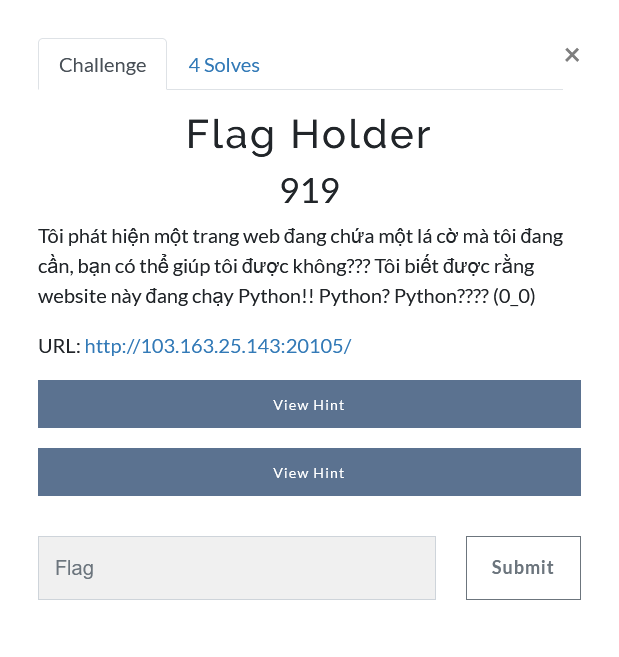 Challenge
4 Solves
×
Flag Holder
919
Tôi phát hiện một trang web đang chứa một lá cờ mà tôi đang
cần, bạn có thể giúp tôi được không??? Tôi biết được rằng
website này đang chạy Python!! Python? Python???? (0_0)
URL: http://103.163.25.143:20105/
View Hint
View Hint
Flag
Submit